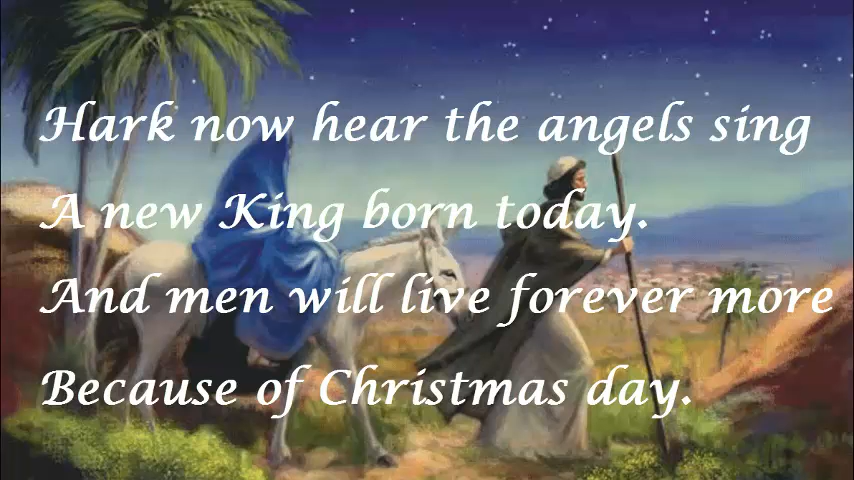 Hark now hear the angels sing
A new King born today.
And men will live forever more
Because of Christmas day.